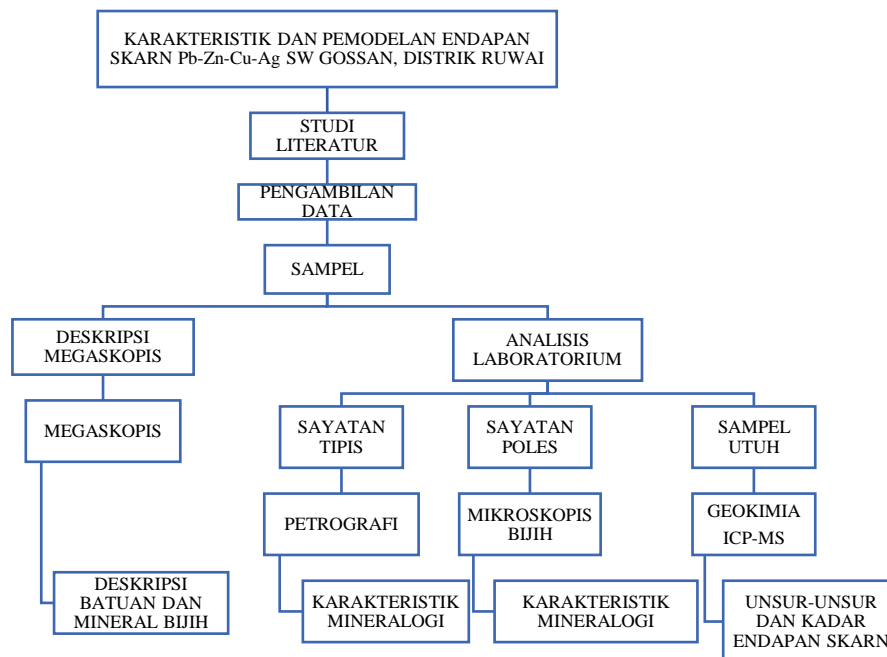 KARAKTERISTIK DAN PEMODELAN ENDAPAN
SKARN Pb-Zn-Cu-Ag SW GOSSAN, DISTRIK RUWAI
STUDI
LITERATUR
PENGAMBILAN
DATA
SAMPEL
DESKRIPSI
MEGASKOPIS
ANALISIS
LABORATORIUM
MEGASKOPIS
SAYATAN
TIPIS
SAYATAN
POLES
SAMPEL
UTUH
PETROGRAFI
MIKROSKOPIS
BIJIH
GEOKIMIA
ICP-MS
DESKRIPSI
BATUAN DAN
MINERAL BIJIH
KARAKTERISTIK
MINERALOGI
KARAKTERISTIK
MINERALOGI
UNSUR-UNSUR
DAN KADAR
ENDAPAN SKARN